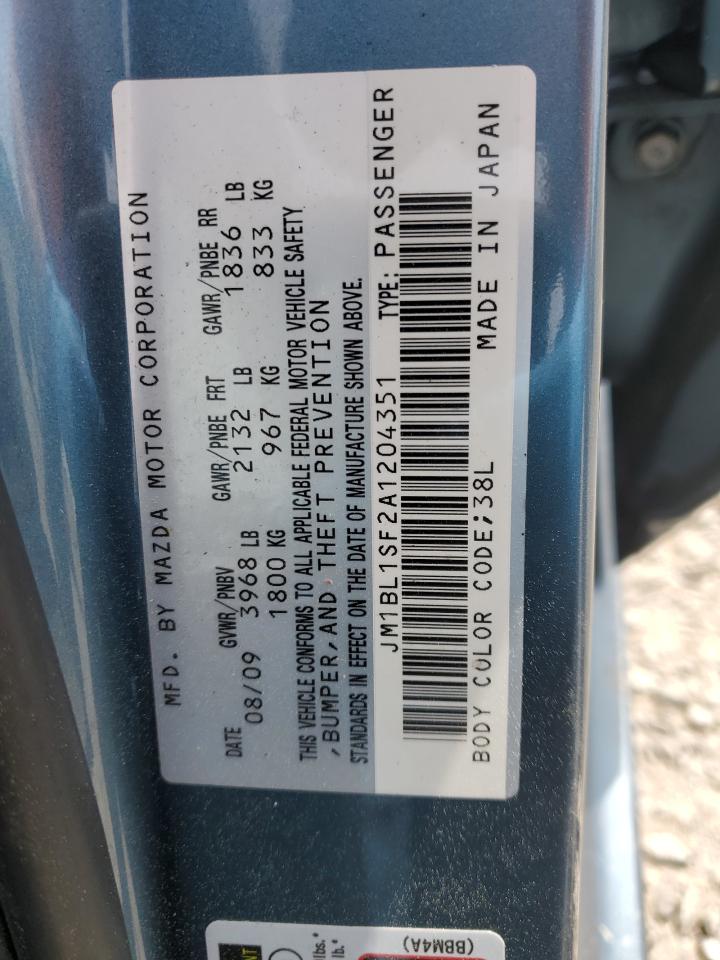 MFD. BY MAZDA MOTOR CORPORATION
DATE GVWR/PNBV GAWR/PNBE FRT GAWR/PNBE RR
08/09 3968 LB 2132 LB 1836 LB
1800 KG 967 KG 833 KG
THIS VEHICLE CONFORMS TO ALL APPLICABLE FEDERAL MOTOR VEHICLE SAFETY
,BUMPER,AND THEFT PREVENTION
STANDARDS IN EFFECT ON THE DATE OF MANUFACTURE SHOWN ABOVE.
JM1BL1SF2A1204351 TYPE: PASSENGER
BODY COLOR CODE;38L MADE IN JAPAN
lbs.*
lb.*
(BBM4A)